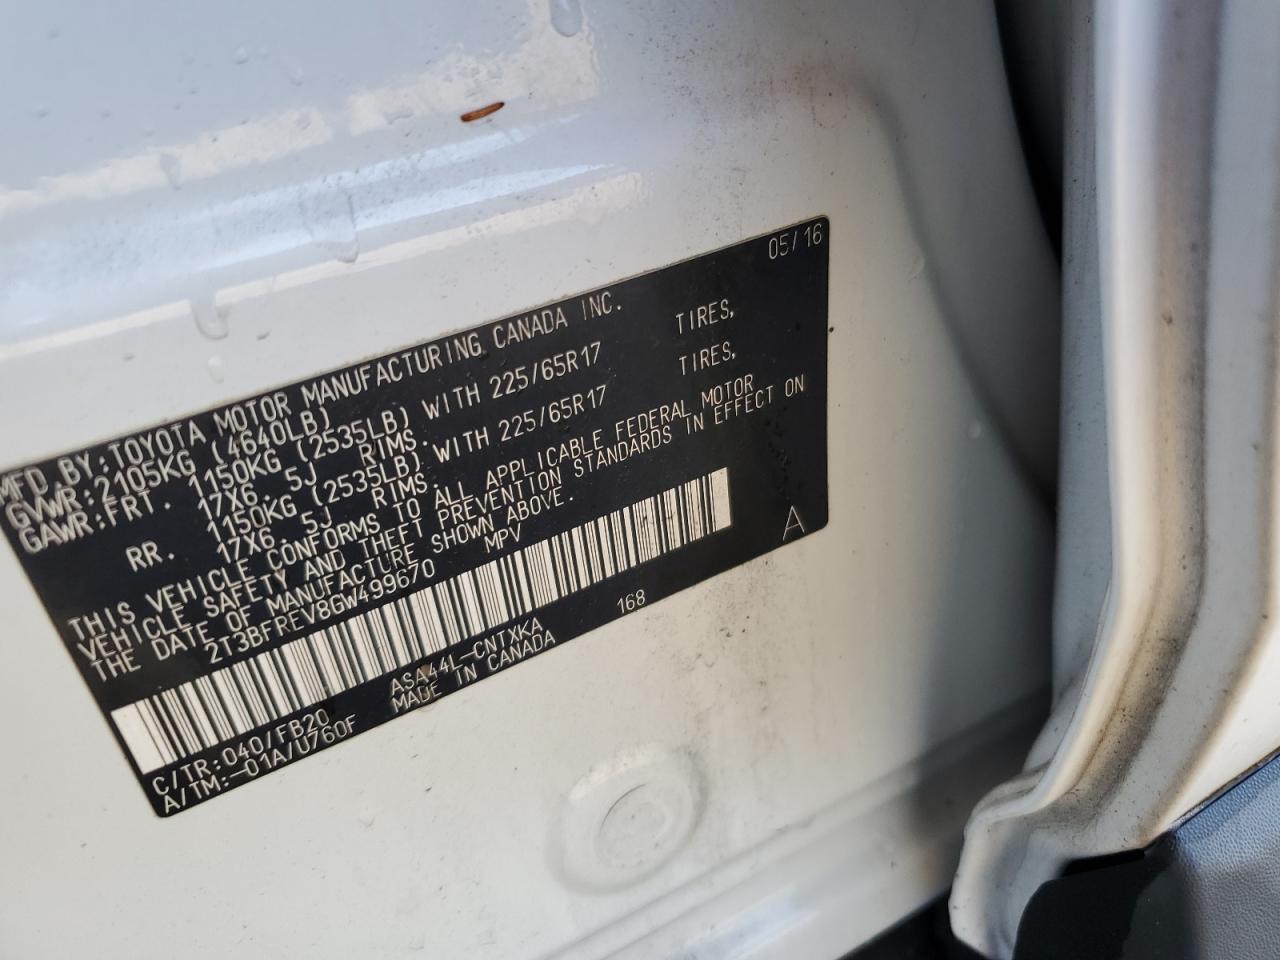 MFD. BY: TOYOTA MOTOR MANUFACTURING CANADA INC. 05/16
GVWR: 2105KG (4640LB)
GAWR: FRT. 1150KG (2535LB) WITH 225/65R17 TIRES,
17X6.5J RIMS.
RR. 1150KG (2535LB) WITH 225/65R17 TIRES,
17X6.5J RIMS.
THIS VEHICLE CONFORMS TO ALL APPLICABLE FEDERAL MOTOR
VEHICLE SAFETY AND THEFT PREVENTION STANDARDS IN EFFECT ON
THE DATE OF MANUFACTURE SHOWN ABOVE.
2T3BFREV8GW499670 MPV
A
C/TR: 040/FB20 ASA44L-CNTXKA 168
A/TM: -01A/U760F MADE IN CANADA